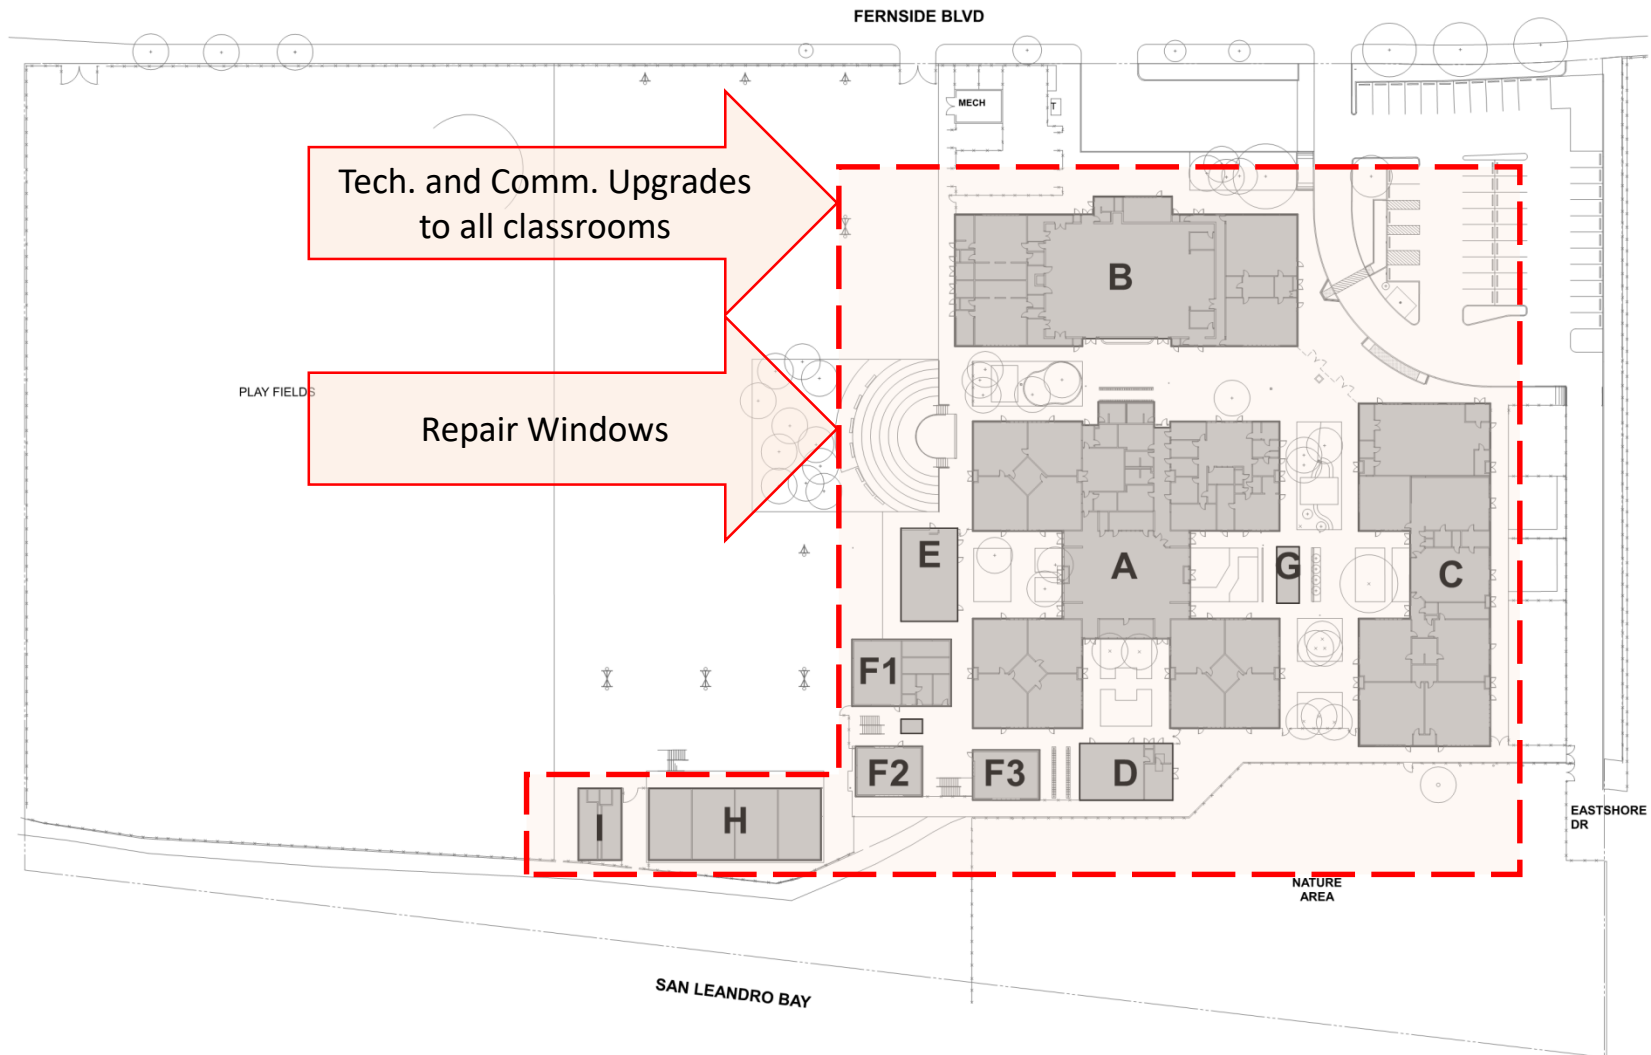 FERNSIDE BLVD
MECH
T
Tech. and Comm. Upgrades
to all classrooms
B
PLAY FIELDS
Repair Windows
E
A
G
C
F1
F2
F3
D
I
H
EASTSHORE
DR
NATURE
AREA
SAN LEANDRO BAY